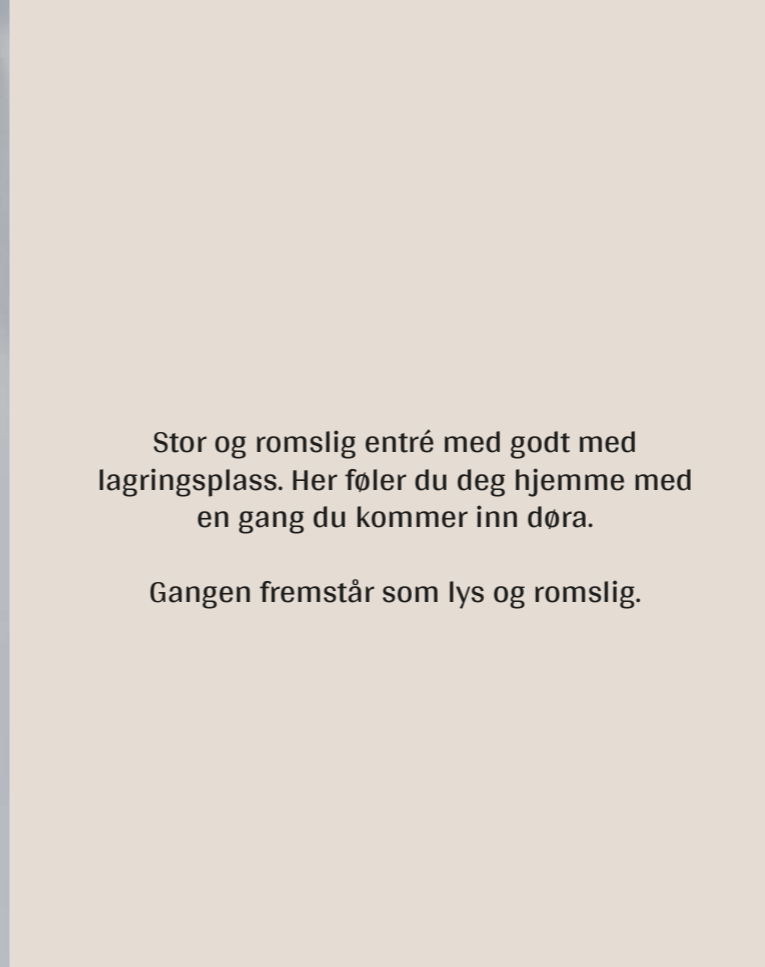 Stor og romslig entré med godt med
lagringsplass. Her føler du deg hjemme med
en gang du kommer inn døra.
Gangen fremstår som lys og romslig.